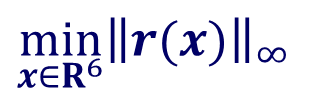 min ‖r(x)‖∞
x∈R⁶